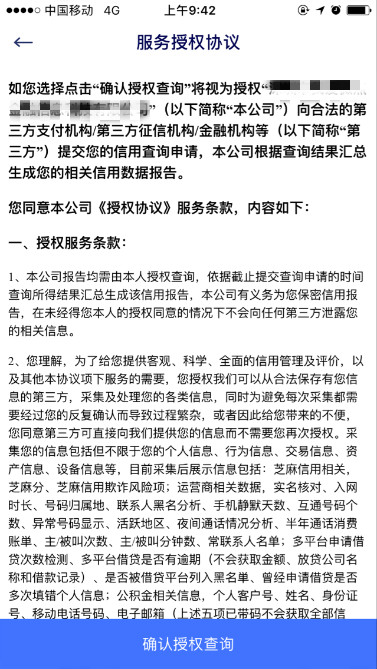 中国移动 4G 上午9:42
服务授权协议
如您选择点击“确认授权查询”将视为授权“
”（以下简称“本公司”）向合法的第
三方支付机构/第三方征信机构/金融机构等（以下简称“第
三方”）提交您的信用查询申请，本公司根据查询结果汇总
生成您的相关信用数据报告。
您同意本公司《授权协议》服务条款，内容如下：
一、授权服务条款：
1、本公司报告均需由本人授权查询，依据截止提交查询申请的时间
查询所得结果汇总生成该信用报告，本公司有义务为您保密信用报
告，在未经得您本人的授权同意的情况下不会向任何第三方泄露您
的相关信息。
2、您理解，为了给您提供客观、科学、全面的信用管理及评价，以
及其他本协议项下服务的需要，您授权我们可以从合法保存有您信
息的第三方，采集及处理您的各类信息，同时为避免每次采集都需
要经过您的反复确认而导致过程繁杂，或者因此给您带来的不便，
您同意第三方可直接向我们提供您的信息而不需要您再次授权。采
集您的信息包括但不限于您的个人信息、行为信息、交易信息、资
产信息、设备信息等，目前采集后展示信息包括：芝麻信用相关，
芝麻分、芝麻信用欺诈风险项；运营商相关数据，实名核对、入网
时长、号码归属地、联系人黑名分析、手机静默天数、互通号码个
数、异常号码显示、活跃地区、夜间通话情况分析、半年通话消费
账单、主/被叫次数、主/被叫分钟数、常联系人名单；多平台申请借
贷次数检测、多平台借贷是否有逾期（不会获取金额、放贷公司名
称和借款记录）、是否被借贷平台列入黑名单、曾经申请借贷是否
多次填错个人信息；公积金相关信息，个人客户号、姓名、身份证
号、移动电话号码、电子邮箱（上述五项已带码不会获取全部信
确认授权查询